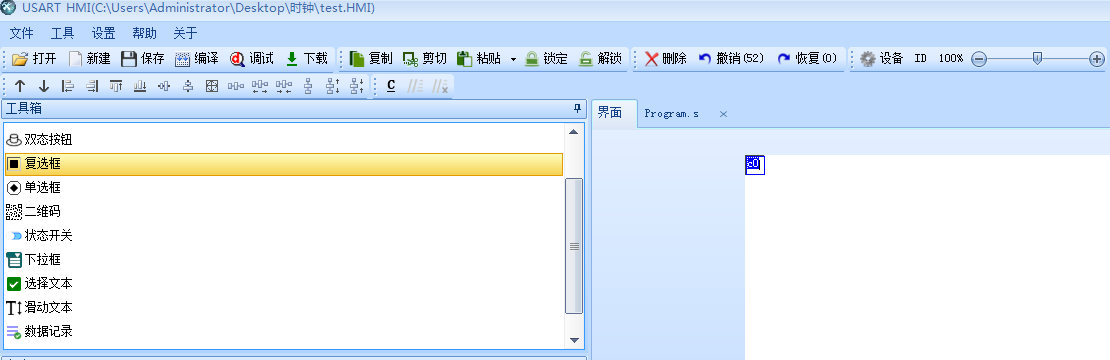 USART HMI(C:\Users\Administrator\Desktop\时钟\test.HMI)
文件 工具 设置 帮助 关于
打开 新建 保存 编译 调试 下载 复制 剪切 粘贴 锁定 解锁 删除 撤销(52) 恢复(0) 设备 ID 100%
C
工具箱
界面 Program.s
双态按钮
复选框
单选框
二维码
状态开关
下拉框
选择文本
滑动文本
数据记录
c0